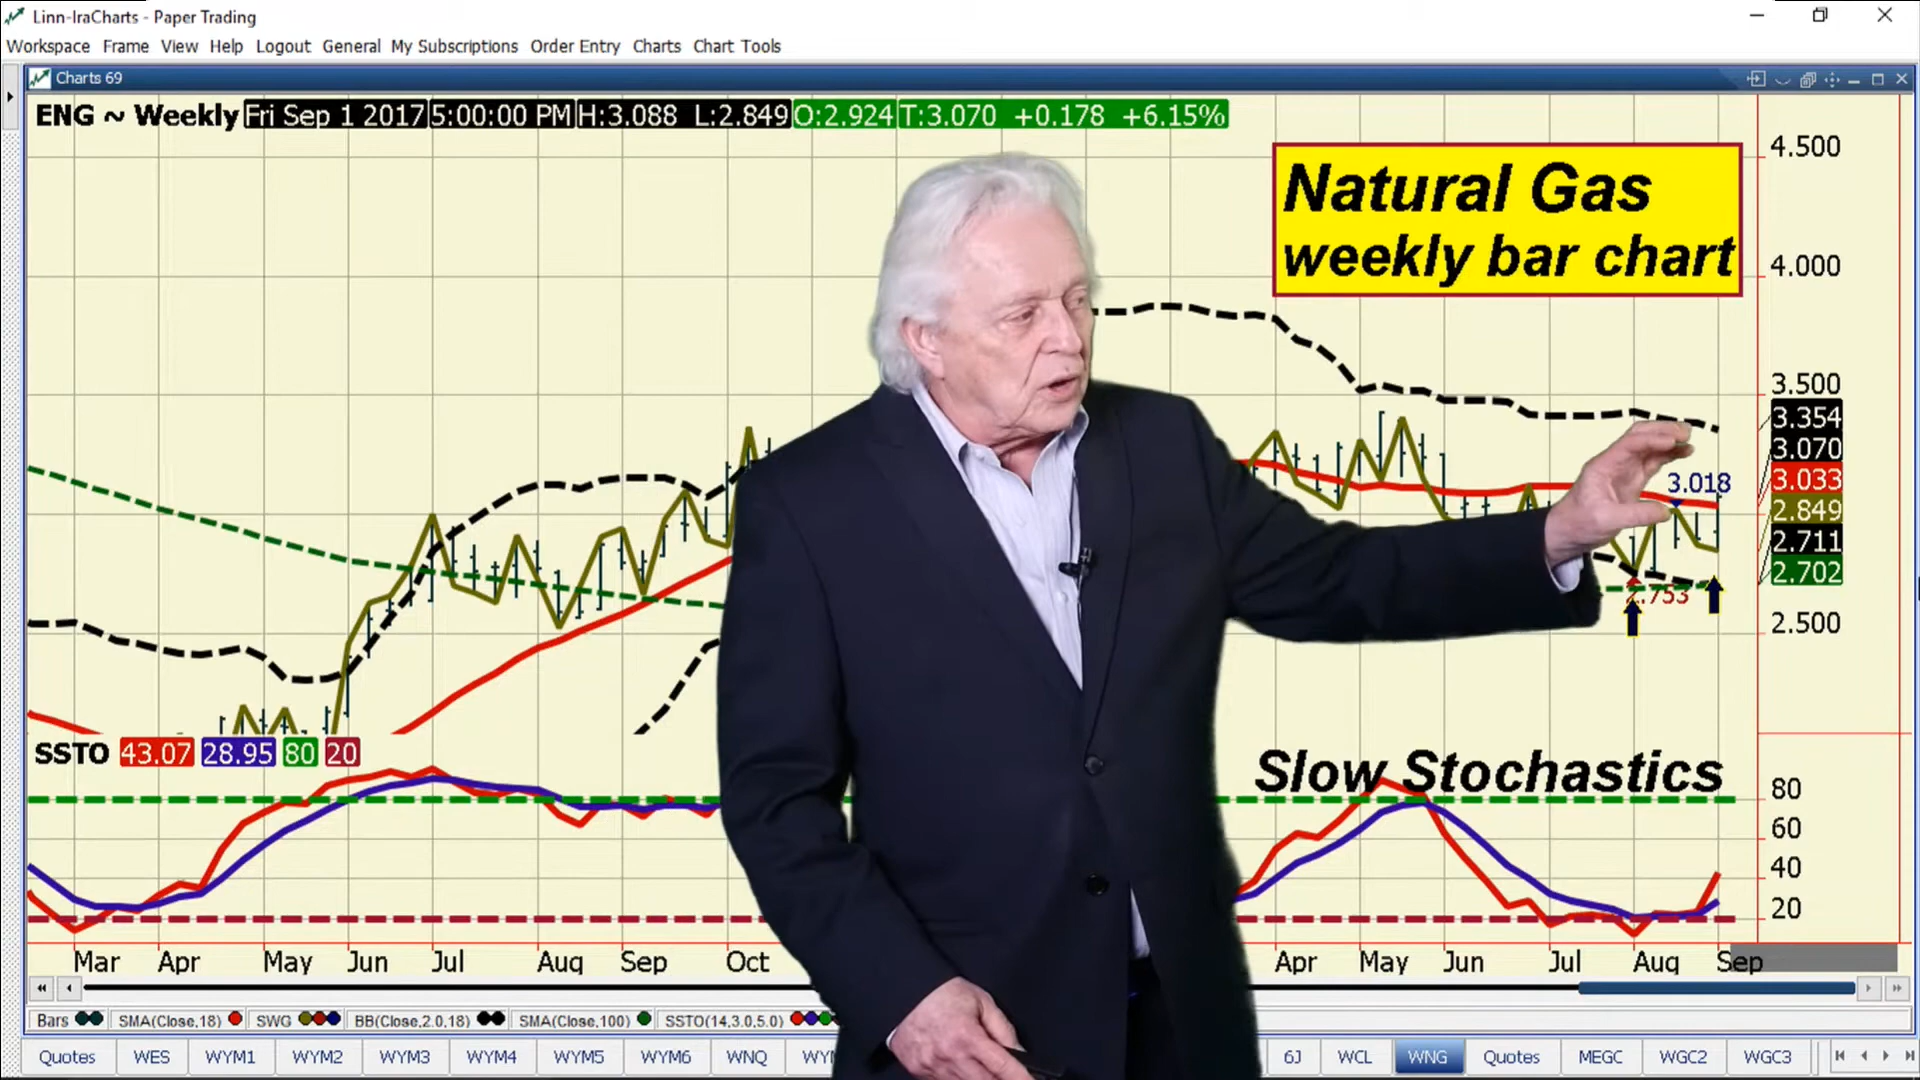 Linn-IraCharts - Paper Trading
Workspace Frame View Help Logout General My Subscriptions Order Entry Charts Chart Tools
Charts 69
ENG ~ Weekly Fri Sep 1 2017 5:00:00 PM H:3.088 L:2.849 O:2.924 T:3.070 +0.178 +6.15%
Natural Gas
weekly bar chart
4.500
4.000
3.500
3.354
3.070
3.033
2.849
2.711
2.702
2.500
3.018
2.753
SSTO 43.07 28.95 80 20
Slow Stochastics
80
60
40
20
Mar Apr May Jun Jul Aug Sep Oct Apr May Jun Jul Aug Sep
Bars SMA(Close,18) SWG BB(Close,2.0,18) SMA(Close,100) SSTO(14,3.0,5.0)
Quotes WES WYM1 WYM2 WYM3 WYM4 WYM5 WYM6 WNQ 6J WCL WNG Quotes MEGC WGC2 WGC3